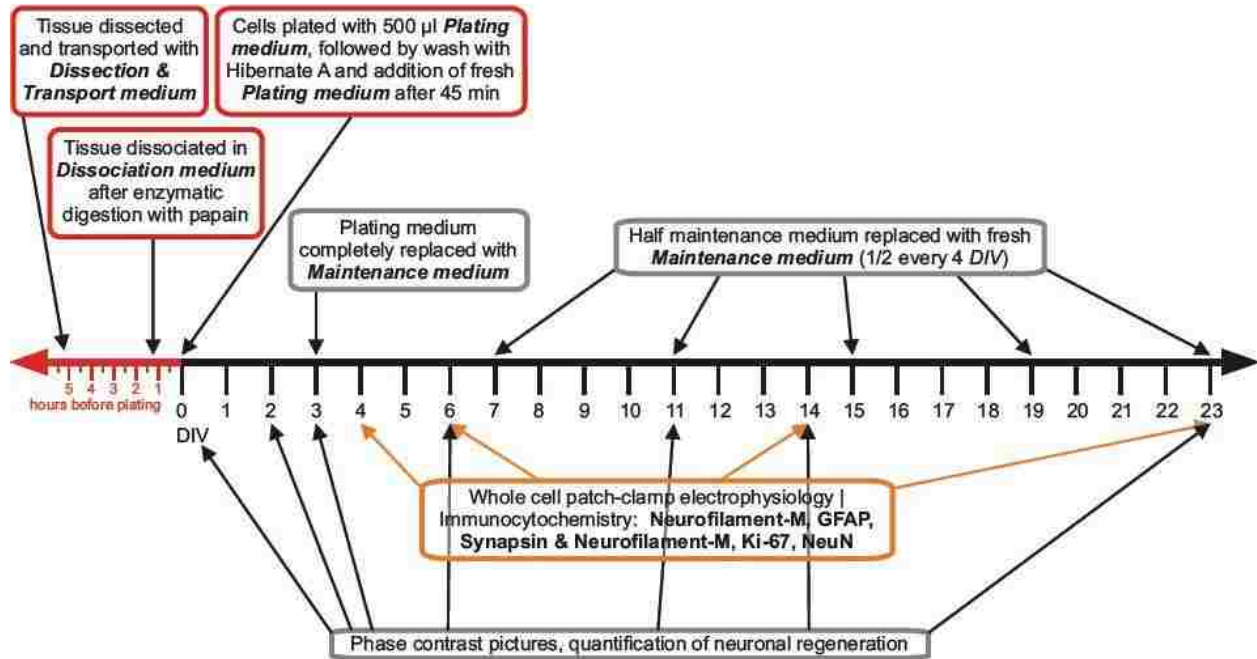 Tissue dissected
and transported with
Dissection &
Transport medium
Cells plated with 500 µl Plating
medium, followed by wash with
Hibernate A and addition of fresh
Plating medium after 45 min
Tissue dissociated in
Dissociation medium
after enzymatic
digestion with papain
Plating medium
completely replaced with
Maintenance medium
Half maintenance medium replaced with fresh
Maintenance medium (1/2 every 4 DIV)
5 4 3 2 1
hours before plating
0 1 2 3 4 5 6 7 8 9 10 11 12 13 14 15 16 17 18 19 20 21 22 23
DIV
Whole cell patch-clamp electrophysiology |
Immunocytochemistry: Neurofilament-M, GFAP,
Synapsin & Neurofilament-M, Ki-67, NeuN
Phase contrast pictures, quantification of neuronal regeneration